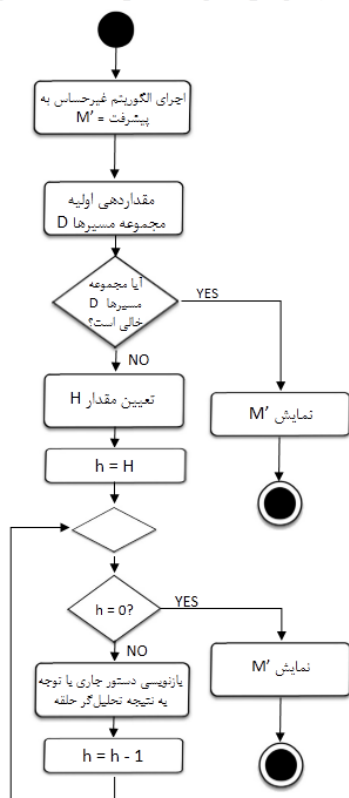 اجرای الگوریتم غیرحساس به
پیشرفت = M′
مقداردهی اولیه
مجموعه مسیرها D
آیا مجموعه
مسیرها D
خالی است؟
YES
NO
تعیین مقدار H
نمایش M′
h = H
h = 0?
YES
NO
بازنویسی دستور جاری با توجه
به نتیجه تحلیل‌گر حلقه
نمایش M′
h = h - 1